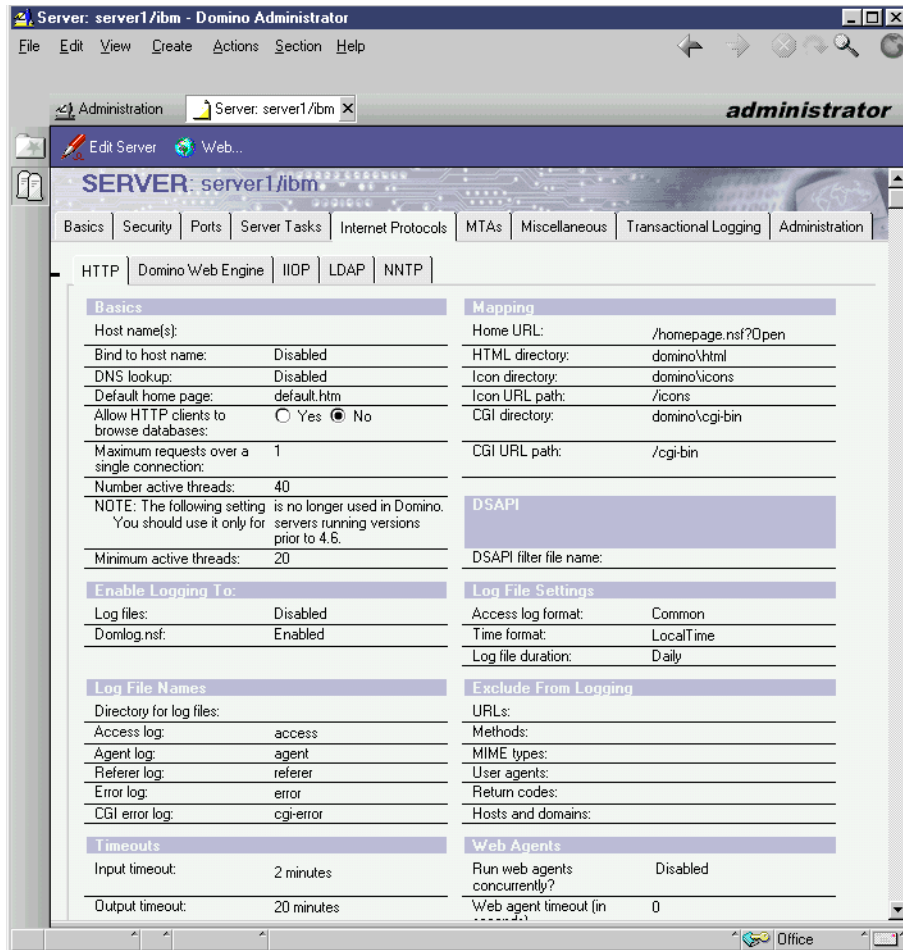 Server: server1/ibm - Domino Administrator
File Edit View Create Actions Section Help
Administration Server: server1/ibm administrator
Edit Server Web...
SERVER: server1/ibm
Basics Security Ports Server Tasks Internet Protocols MTAs Miscellaneous Transactional Logging Administration
HTTP Domino Web Engine IIOP LDAP NNTP
Basics
Host name(s):
Bind to host name: Disabled
DNS lookup: Disabled
Default home page: default.htm
Allow HTTP clients to browse databases: Yes No
Maximum requests over a single connection: 1
Number active threads: 40
NOTE: The following setting is no longer used in Domino.
You should use it only for servers running versions
prior to 4.6.
Minimum active threads: 20
Mapping
Home URL: /homepage.nsf?Open
HTML directory: domino\html
Icon directory: domino\icons
Icon URL path: /icons
CGI directory: domino\cgi-bin
CGI URL path: /cgi-bin
DSAPI
DSAPI filter file name:
Enable Logging To:
Log files: Disabled
Domlog.nsf: Enabled
Log File Settings
Access log format: Common
Time format: LocalTime
Log file duration: Daily
Log File Names
Directory for log files:
Access log: access
Agent log: agent
Referer log: referer
Error log: error
CGI error log: cgi-error
Exclude From Logging
URLs:
Methods:
MIME types:
User agents:
Return codes:
Hosts and domains:
Timeouts
Input timeout: 2 minutes
Output timeout: 20 minutes
Web Agents
Run web agents concurrently? Disabled
Web agent timeout (in 0
Office